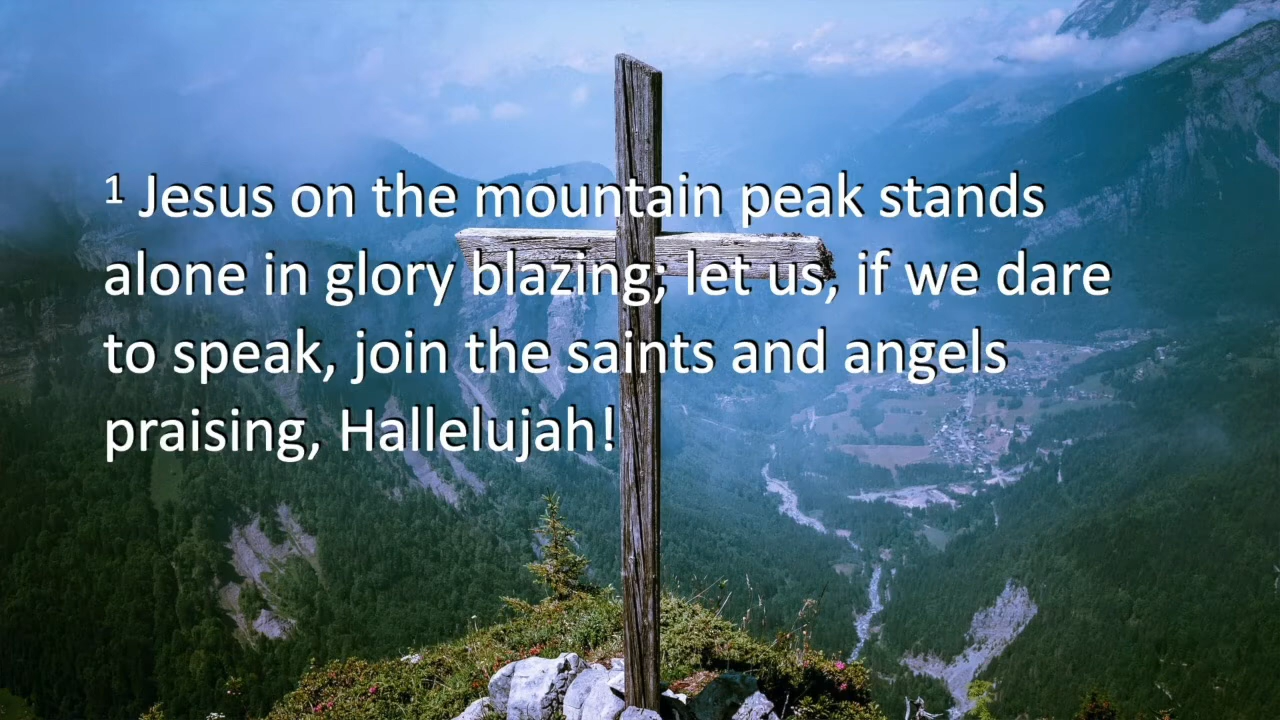 1 Jesus on the mountain peak stands
alone in glory blazing; let us, if we dare
to speak, join the saints and angels
praising, Hallelujah!